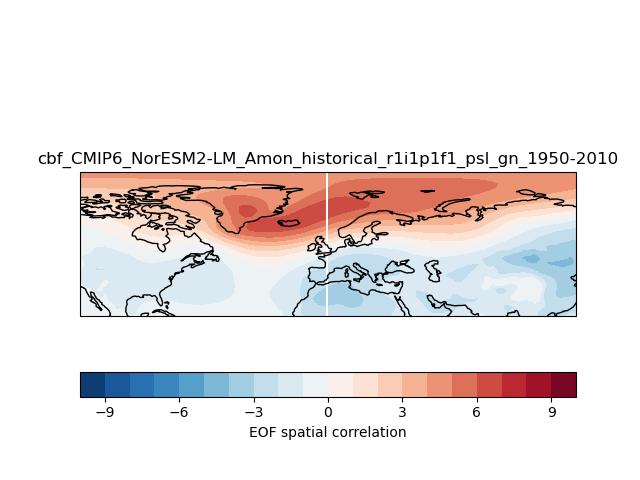 cbf_CMIP6_NorESM2-LM_Amon_historical_r1i1p1f1_psl_gn_1950-2010
−9 −6 −3 0 3 6 9
EOF spatial correlation